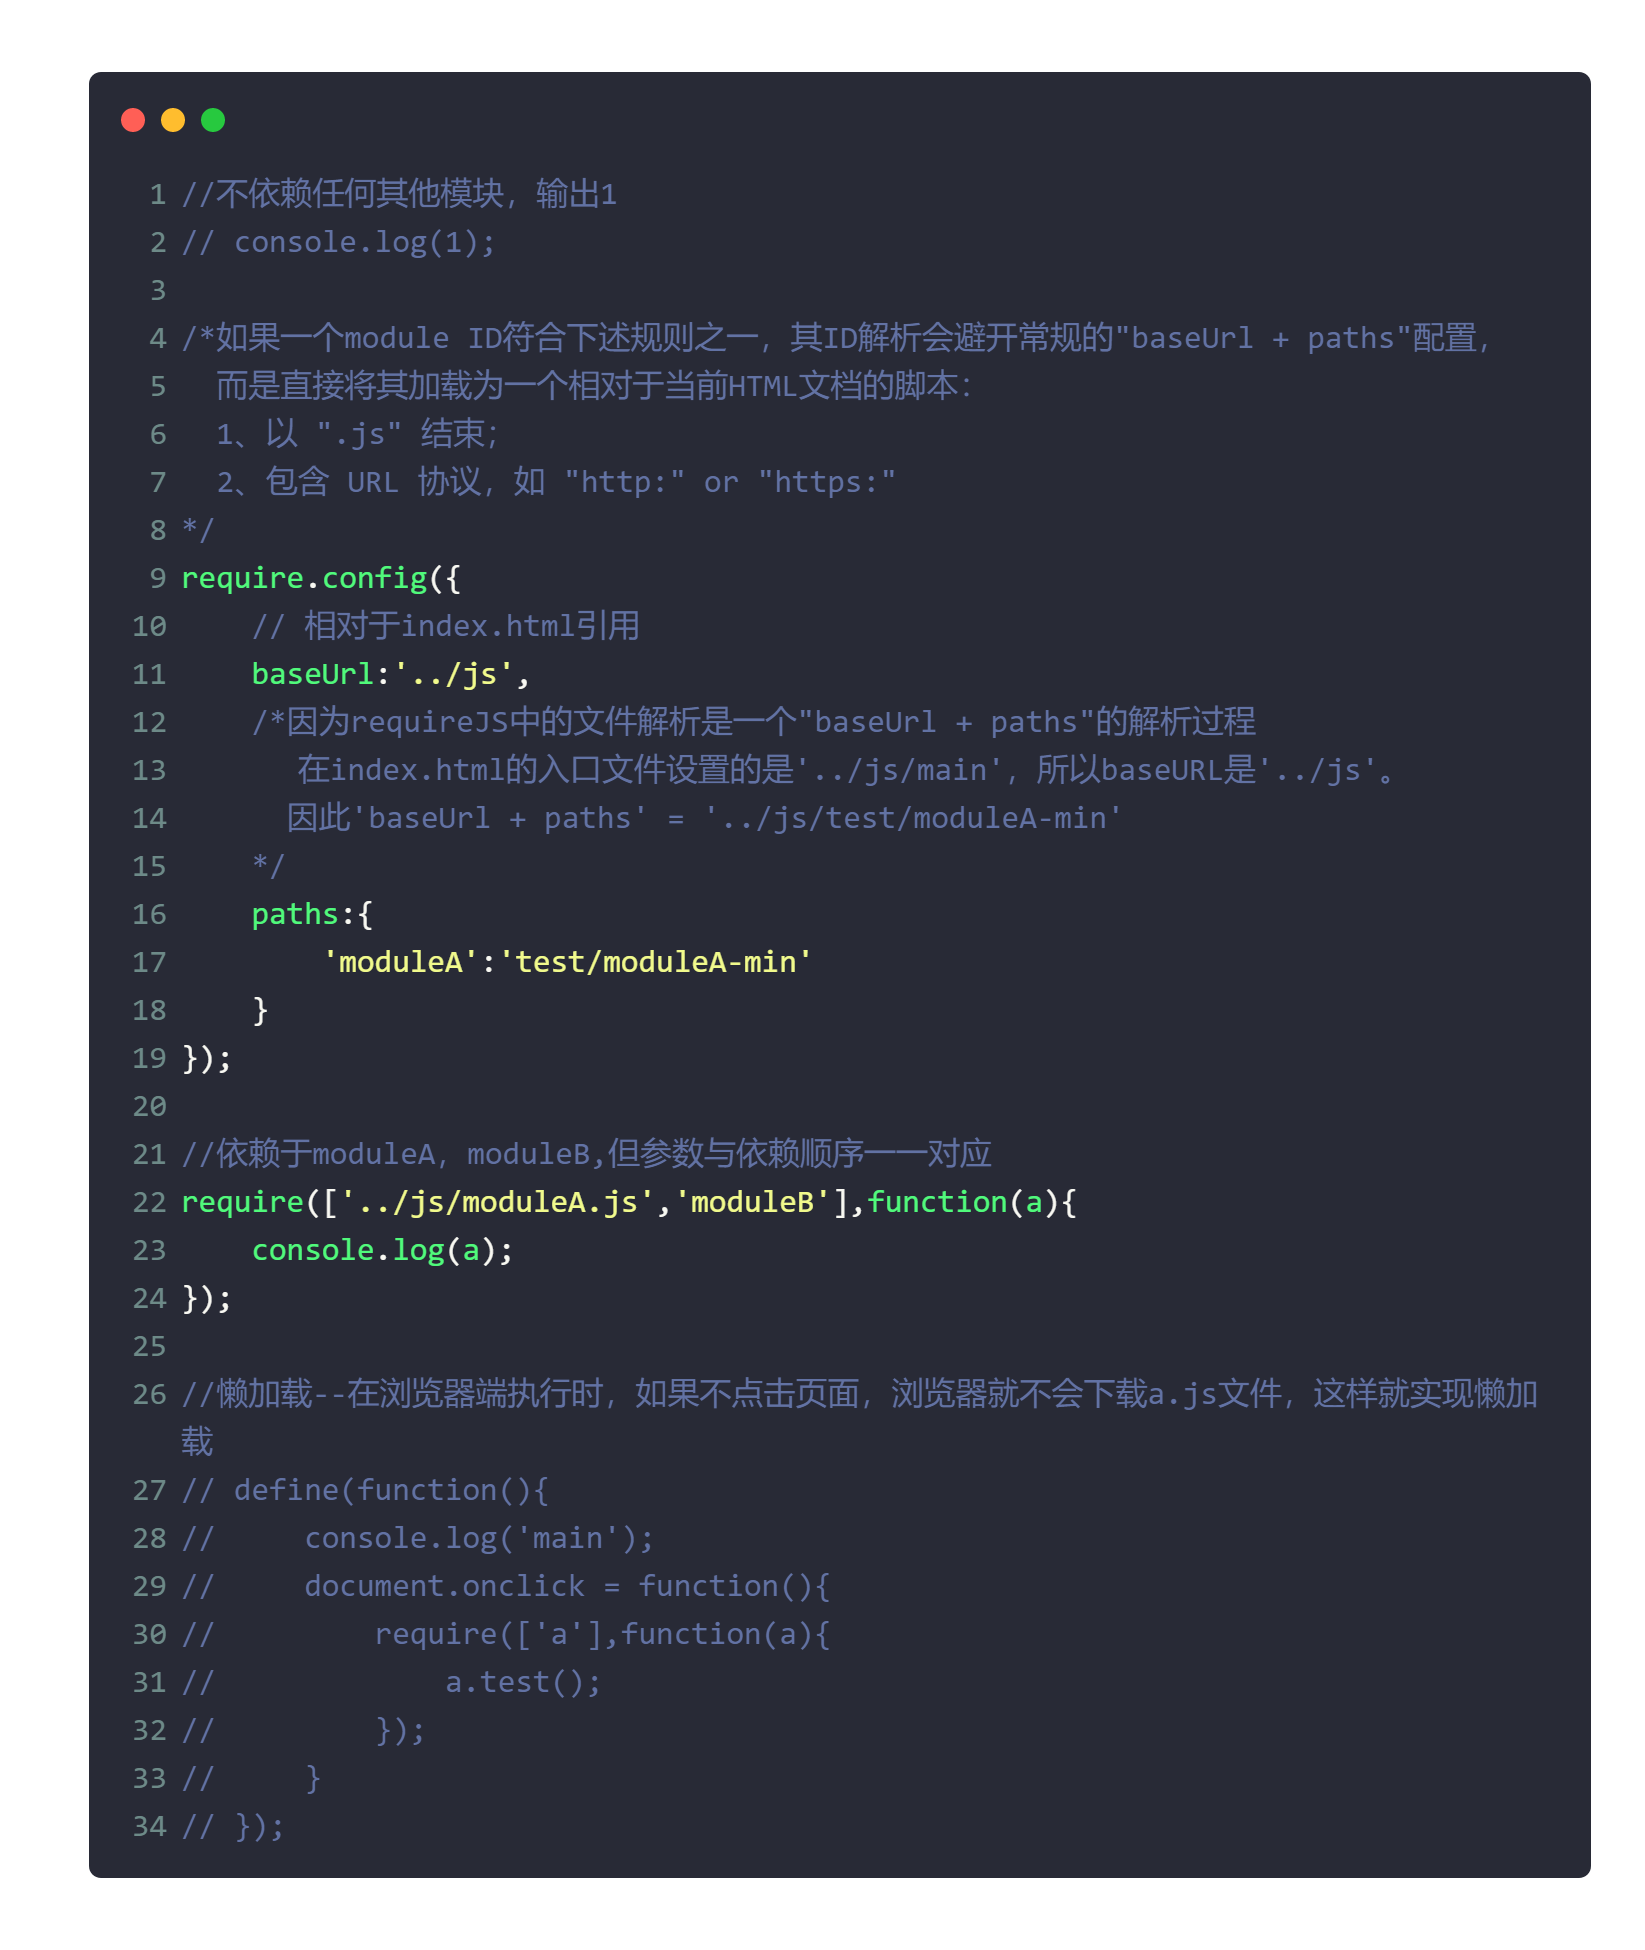 1 //不依赖任何其他模块，输出1
2 // console.log(1);
3
4 /*如果一个module ID符合下述规则之一，其ID解析会避开常规的"baseUrl + paths"配置，
5   而是直接将其加载为一个相对于当前HTML文档的脚本：
6   1、以 ".js" 结束；
7   2、包含 URL 协议，如 "http:" or "https:"
8 */
9 require.config({
10     // 相对于index.html引用
11     baseUrl:'../js',
12     /*因为requireJS中的文件解析是一个"baseUrl + paths"的解析过程
13       在index.html的入口文件设置的是'../js/main'，所以baseURL是'../js'。
14       因此'baseUrl + paths' = '../js/test/moduleA-min'
15     */
16     paths:{
17         'moduleA':'test/moduleA-min'
18     }
19 });
20
21 //依赖于moduleA，moduleB,但参数与依赖顺序一一对应
22 require(['../js/moduleA.js','moduleB'],function(a){
23     console.log(a);
24 });
25
26 //懒加载--在浏览器端执行时，如果不点击页面，浏览器就不会下载a.js文件，这样就实现懒加
载
27 // define(function(){
28 //     console.log('main');
29 //     document.onclick = function(){
30 //         require(['a'],function(a){
31 //             a.test();
32 //         });
33 //     }
34 // });